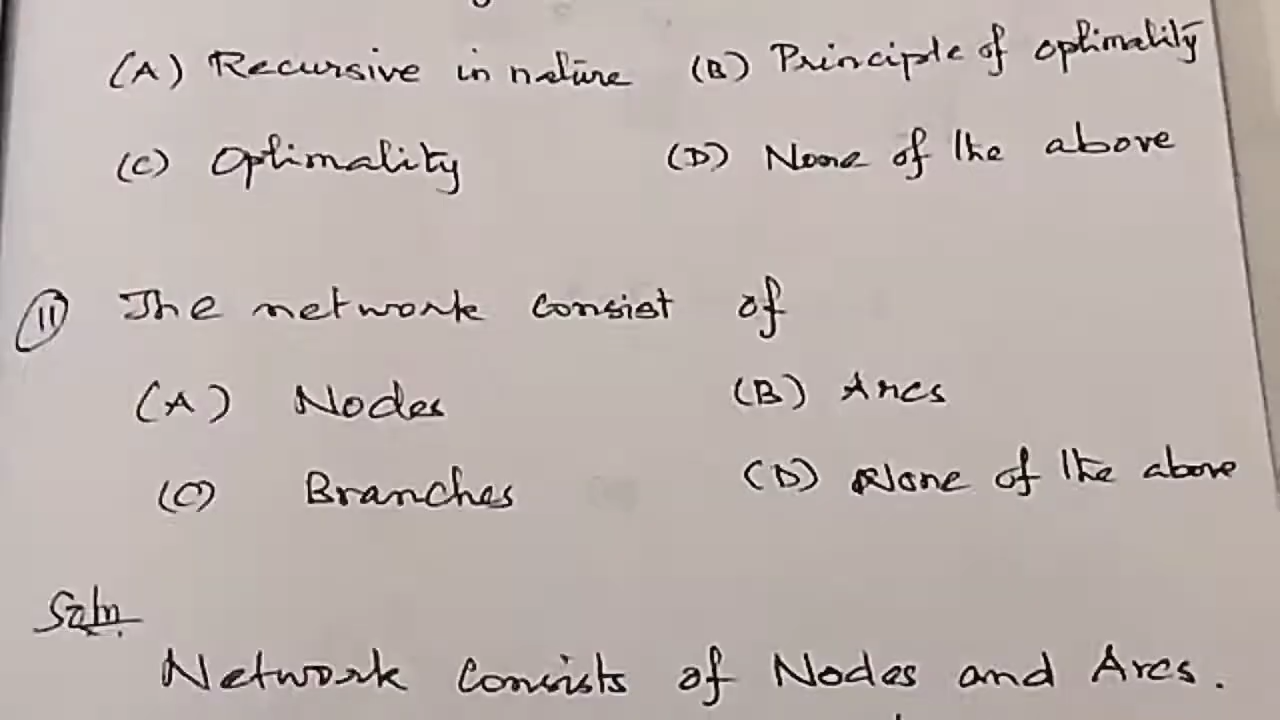 (A) Recursive in nature (B) Principle of optimality
(C) Optimality (D) None of the above
(11) The network consist of
(A) Nodes (B) Arcs
(C) Branches (D) None of the above
Soln
Network consists of Nodes and Arcs.